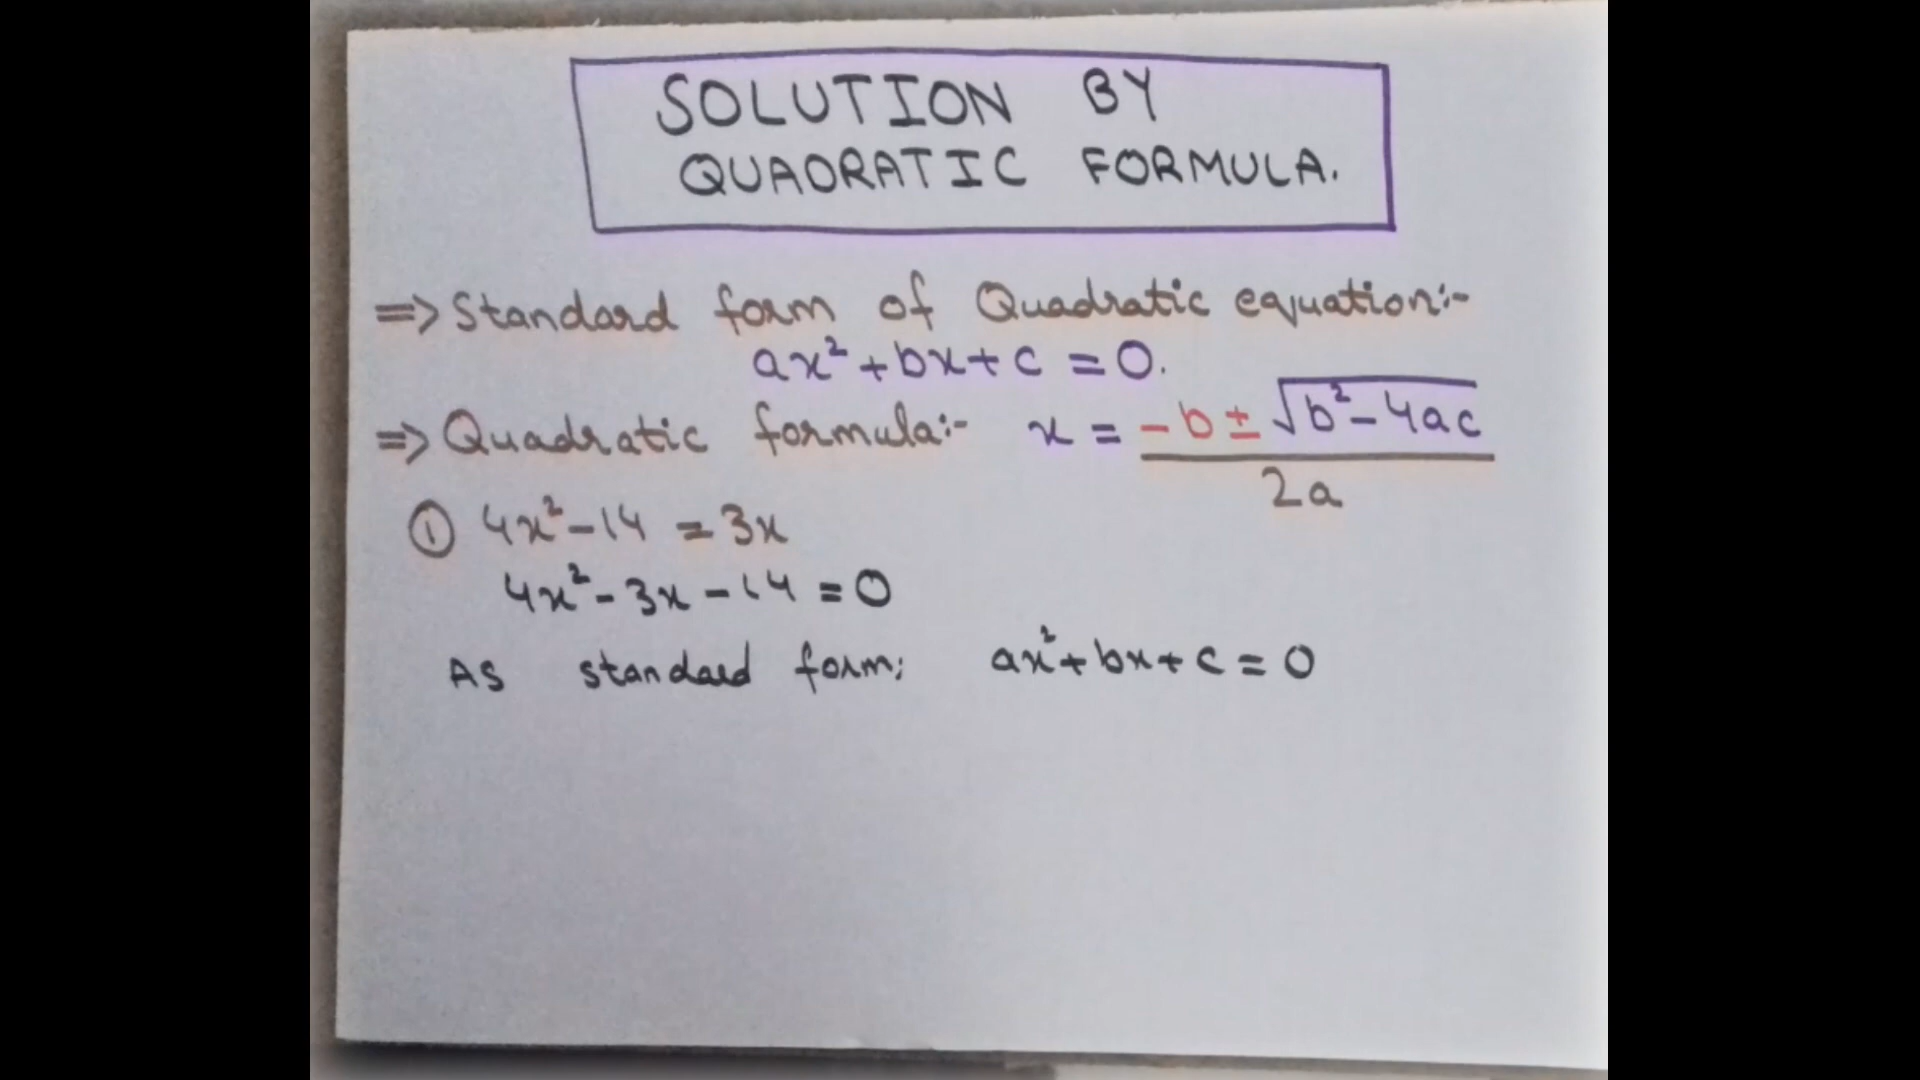 SOLUTION BY
QUADRATIC FORMULA.
=> Standard form of Quadratic equation:-
ax² + bx + c = 0.
=> Quadratic formula:- x = -b ± √b² - 4ac
2a
① 4x² - 14 = 3x
4x² - 3x - 14 = 0
As standard form; ax² + bx + c = 0